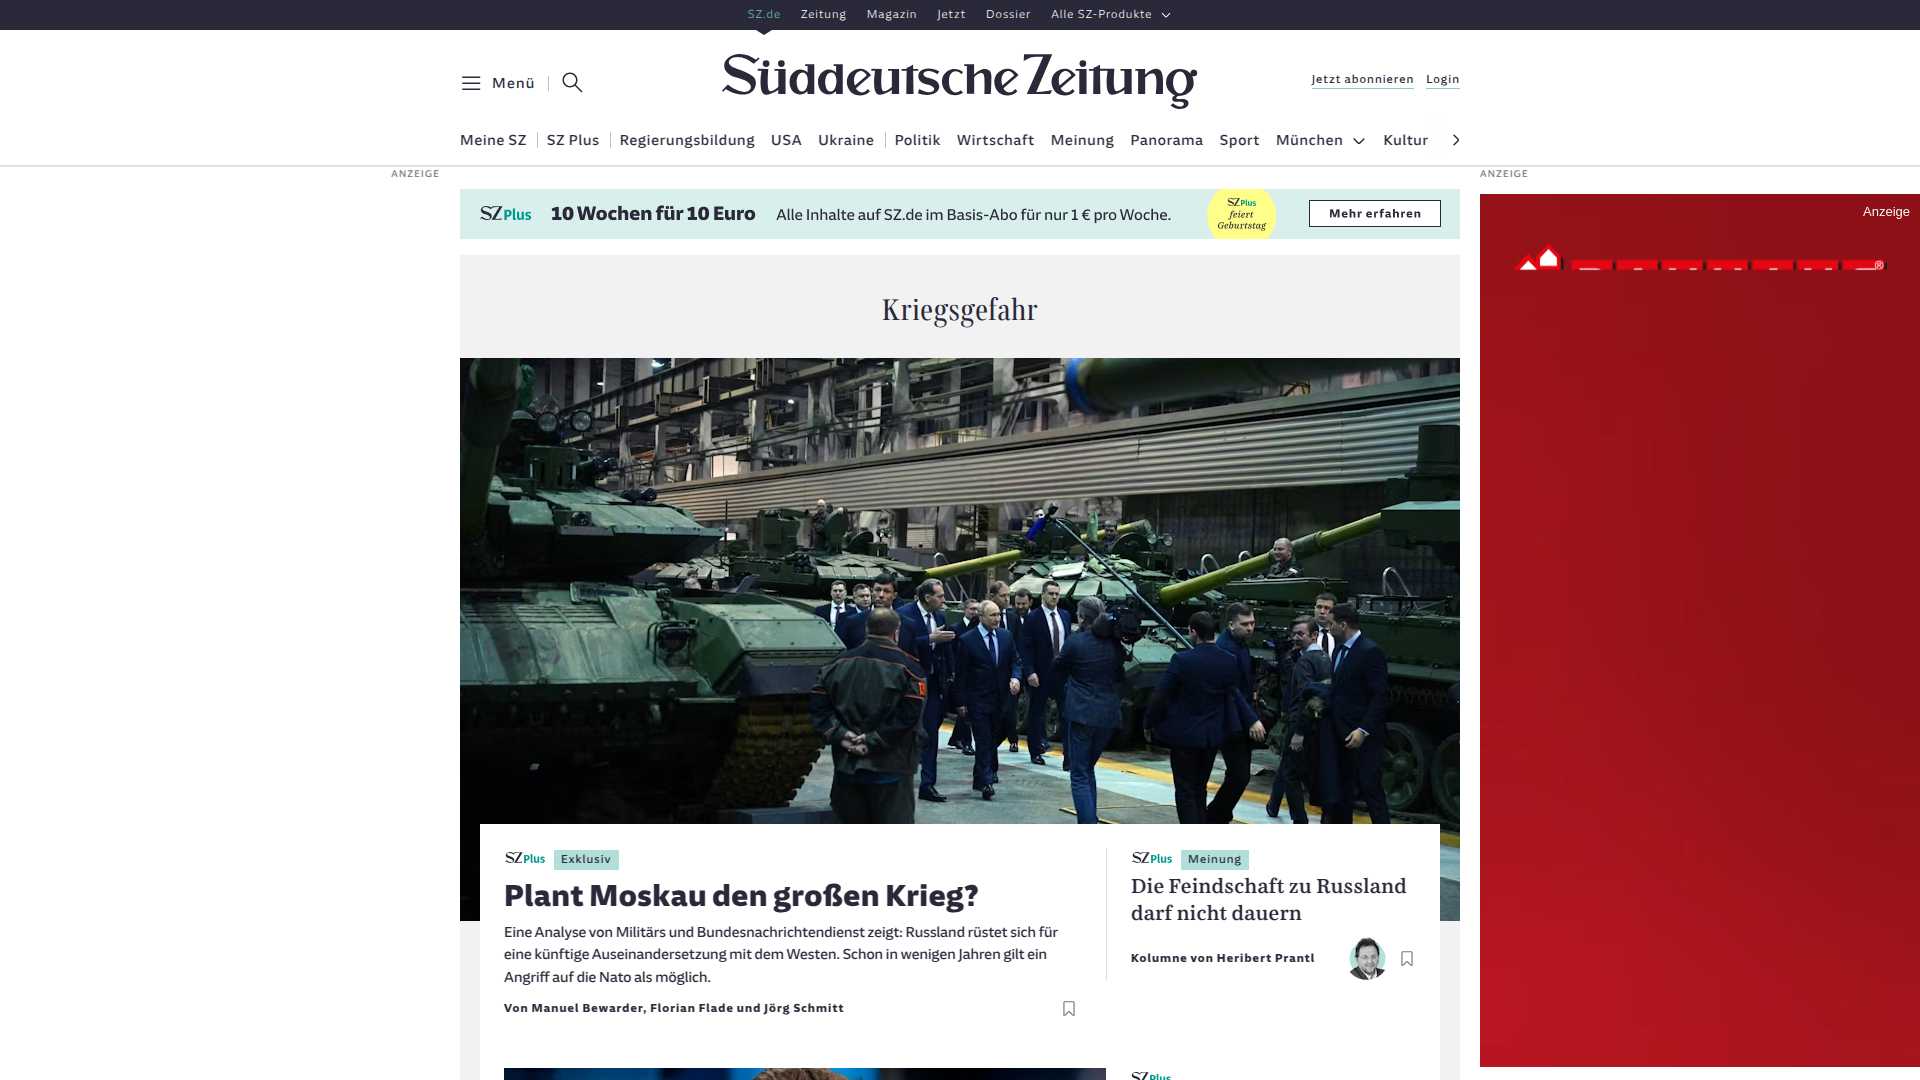 SZ.de Zeitung Magazin Jetzt Dossier Alle SZ-Produkte
Menü
Süddeutsche Zeitung
Jetzt abonnieren Login
Meine SZ SZ Plus Regierungsbildung USA Ukraine Politik Wirtschaft Meinung Panorama Sport München Kultur
ANZEIGE
ANZEIGE
SZ Plus 10 Wochen für 10 Euro Alle Inhalte auf SZ.de im Basis-Abo für nur 1 € pro Woche.
SZ Plus
feiert
Geburtstag
Mehr erfahren
Anzeige
Kriegsgefahr
SZ Plus Exklusiv
Plant Moskau den großen Krieg?
Eine Analyse von Militärs und Bundesnachrichtendienst zeigt: Russland rüstet sich für
eine künftige Auseinandersetzung mit dem Westen. Schon in wenigen Jahren gilt ein
Angriff auf die Nato als möglich.
Von Manuel Bewarder, Florian Flade und Jörg Schmitt
SZ Plus Meinung
Die Feindschaft zu Russland
darf nicht dauern
Kolumne von Heribert Prantl
SZ Plus